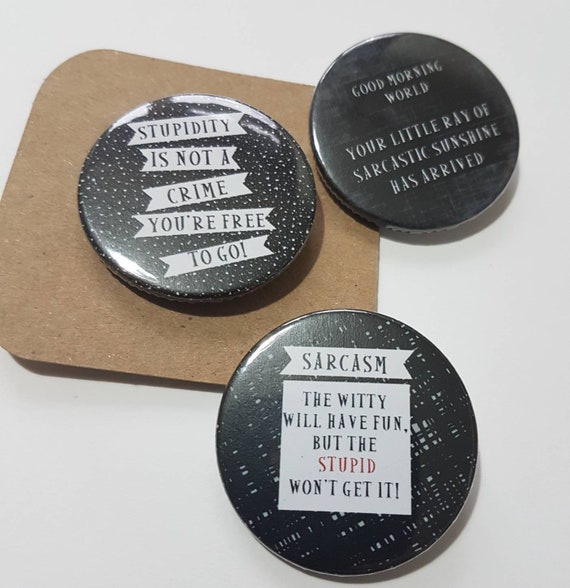 STUPIDITY
IS NOT A
CRIME
YOU'RE FREE
TO GO!
GOOD MORNING
WORLD
YOUR LITTLE RAY OF
SARCASTIC SUNSHINE
HAS ARRIVED
SARCASM
THE WITTY
WILL HAVE FUN,
BUT THE
STUPID
WON'T GET IT!